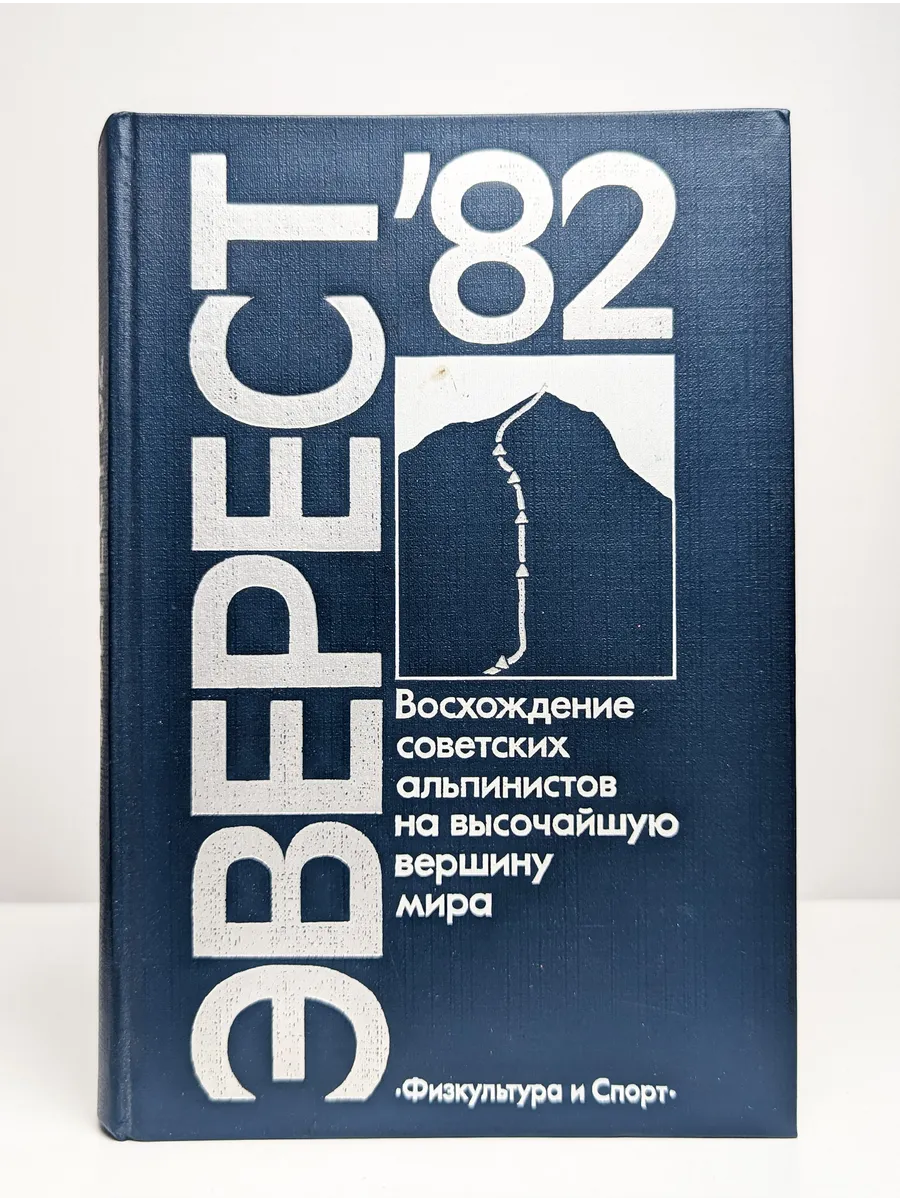 ЭВЕРЕСТ
'82
Восхождение
советских
альпинистов
на высочайшую
вершину
мира
«Физкультура и Спорт»